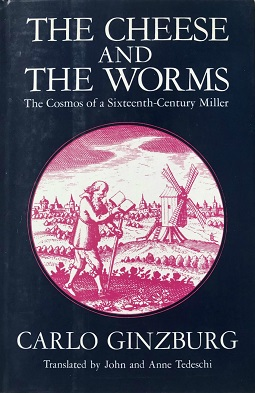 THE CHEESE
AND
THE WORMS
The Cosmos of a Sixteenth-Century Miller
CARLO GINZBURG
Translated by John and Anne Tedeschi